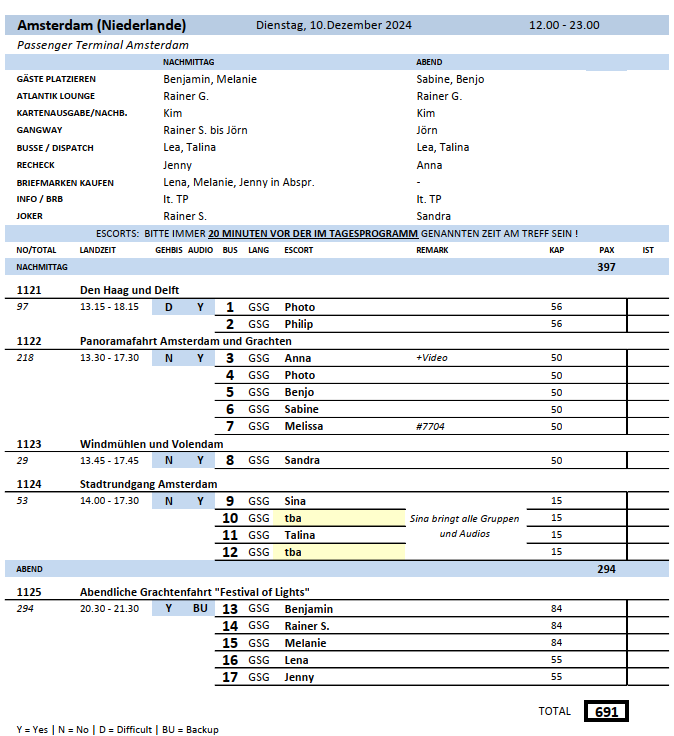 Amsterdam (Niederlande) Dienstag, 10.Dezember 2024 12.00 - 23.00
Passenger Terminal Amsterdam
NACHMITTAG ABEND
GÄSTE PLATZIEREN Benjamin, Melanie Sabine, Benjo
ATLANTIK LOUNGE Rainer G. Rainer G.
KARTENAUSGABE/NACHB. Kim Kim
GANGWAY Rainer S. bis Jörn Jörn
BUSSE / DISPATCH Lea, Talina Lea, Talina
RECHECK Jenny Anna
BRIEFMARKEN KAUFEN Lena, Melanie, Jenny in Abspr. -
INFO / BRB lt. TP lt. TP
JOKER Rainer S. Sandra
ESCORTS: BITTE IMMER 20 MINUTEN VOR DER IM TAGESPROGRAMM GENANNTEN ZEIT AM TREFF SEIN !
NO/TOTAL LANDZEIT GEHBIS AUDIO BUS LANG ESCORT REMARK KAP PAX IST
NACHMITTAG 397
1121 Den Haag und Delft
97 13.15 - 18.15 D Y 1 GSG Photo 56
2 GSG Philip 56
1122 Panoramafahrt Amsterdam und Grachten
218 13.30 - 17.30 N Y 3 GSG Anna +Video 50
4 GSG Photo 50
5 GSG Benjo 50
6 GSG Sabine 50
7 GSG Melissa #7704 50
1123 Windmühlen und Volendam
29 13.45 - 17.45 N Y 8 GSG Sandra 50
1124 Stadtrundgang Amsterdam
53 14.00 - 17.30 N Y 9 GSG Sina 15
10 GSG tba Sina bringt alle Gruppen 15
11 GSG Talina und Audios 15
12 GSG tba 15
ABEND 294
1125 Abendliche Grachtenfahrt "Festival of Lights"
294 20.30 - 21.30 Y BU 13 GSG Benjamin 84
14 GSG Rainer S. 84
15 GSG Melanie 84
16 GSG Lena 55
17 GSG Jenny 55
TOTAL 691
Y = Yes | N = No | D = Difficult | BU = Backup